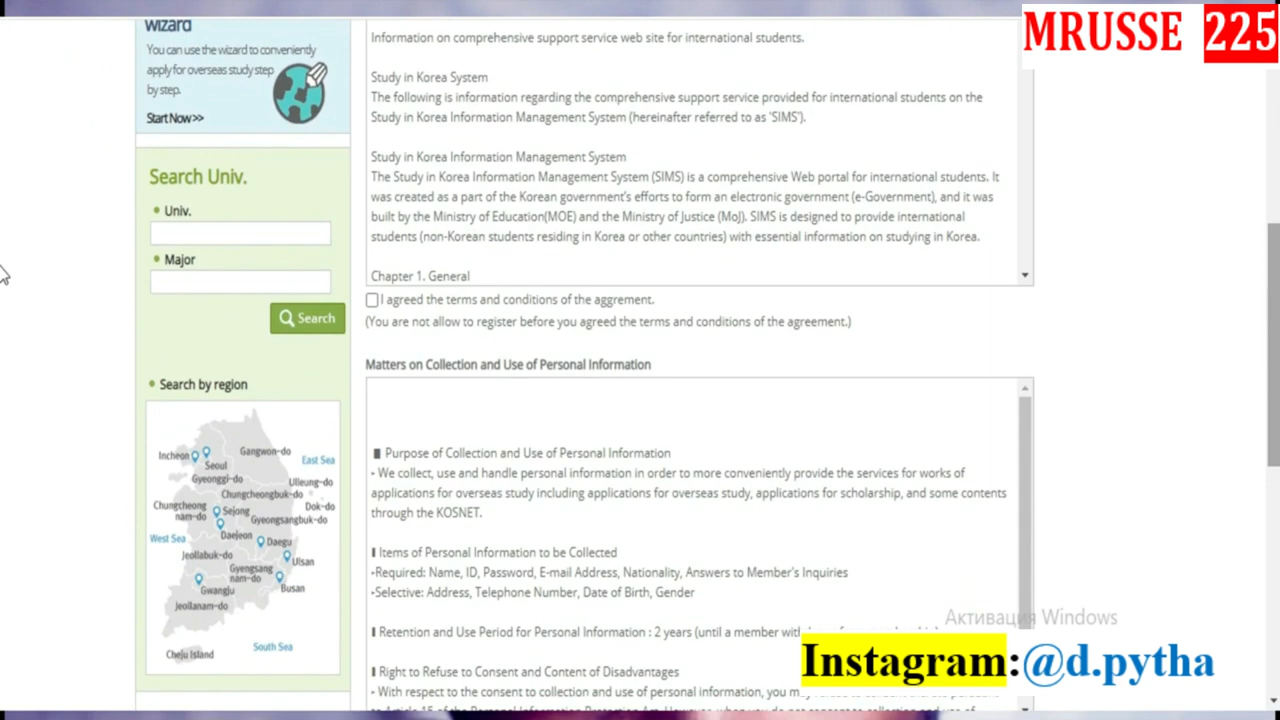 MRUSSE 225
wizard
You can use the wizard to conveniently
apply for overseas study step
by step.
Start Now >>
Search Univ.
Univ.
Major
Search
Search by region
Incheon
Seoul
Gangwon-do
East Sea
Gyeonggi-do
Ulleung-do
Chungcheongbuk-do
Chungcheong
nam-do
Sejong
Dok-do
Gyeongsangbuk-do
West Sea
Daejeon
Daegu
Jeollabuk-do
Ulsan
Gyengsang
nam-do
Gwangju
Busan
Jeollanam-do
South Sea
Cheju Island
Information on comprehensive support service web site for international students.
Study in Korea System
The following is information regarding the comprehensive support service provided for international students on the
Study in Korea Information Management System (hereinafter referred to as 'SIMS').
Study in Korea Information Management System
The Study in Korea Information Management System (SIMS) is a comprehensive Web portal for international students. It
was created as a part of the Korean government's efforts to form an electronic government (e-Government), and it was
built by the Ministry of Education(MOE) and the Ministry of Justice (MoJ). SIMS is designed to provide international
students (non-Korean students residing in Korea or other countries) with essential information on studying in Korea.
Chapter 1. General
I agreed the terms and conditions of the aggrement.
(You are not allow to register before you agreed the terms and conditions of the agreement.)
Matters on Collection and Use of Personal Information
■ Purpose of Collection and Use of Personal Information
- We collect, use and handle personal information in order to more conveniently provide the services for works of
applications for overseas study including applications for overseas study, applications for scholarship, and some contents
through the KOSNET.
Items of Personal Information to be Collected
-Required: Name, ID, Password, E-mail Address, Nationality, Answers to Member's Inquiries
-Selective: Address, Telephone Number, Date of Birth, Gender
Retention and Use Period for Personal Information : 2 years (until a member
Right to Refuse to Consent and Content of Disadvantages
- With respect to the consent to collection and use of personal information, you
Активация Windows
Instagram:@d.pytha